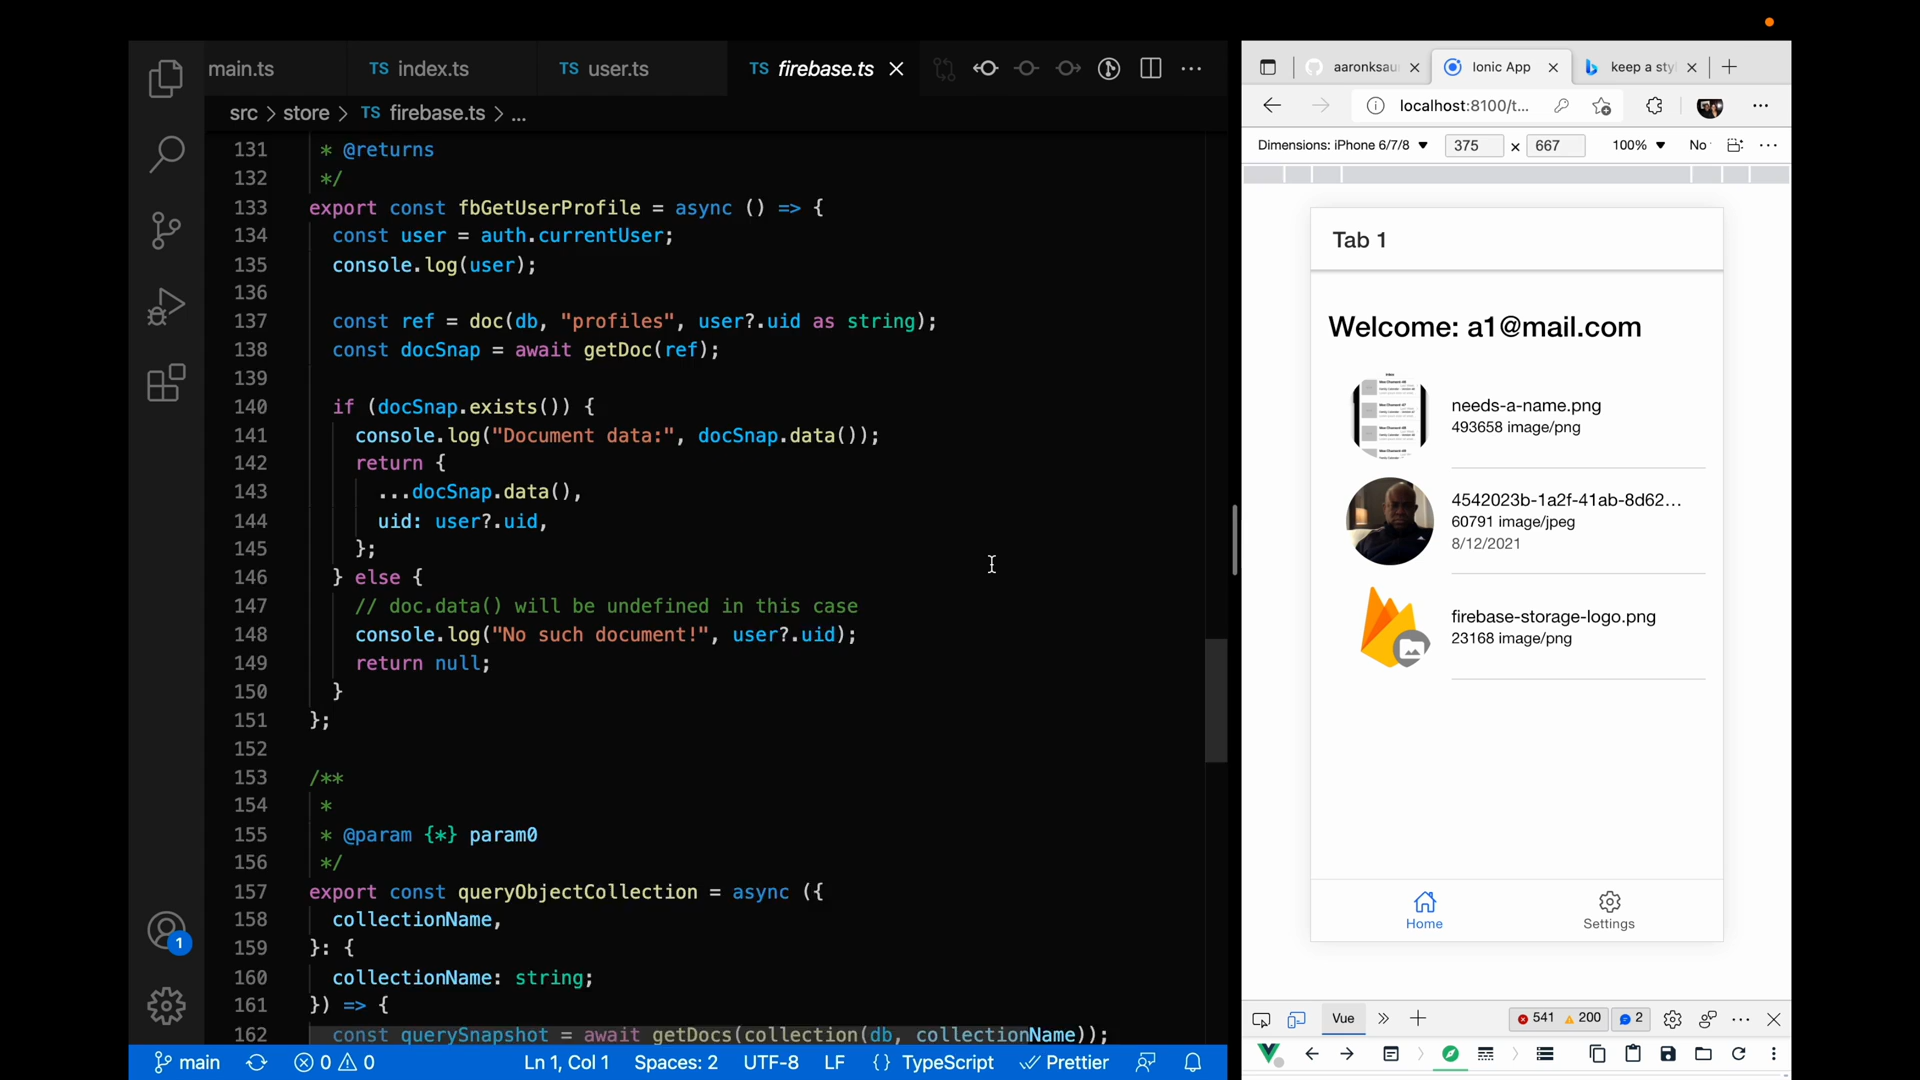 main.ts
TS index.ts
TS user.ts
TS firebase.ts
src > store > TS firebase.ts > ...
131 * @returns
132 */
133 export const fbGetUserProfile = async () => {
134 const user = auth.currentUser;
135 console.log(user);
136
137 const ref = doc(db, "profiles", user?.uid as string);
138 const docSnap = await getDoc(ref);
139
140 if (docSnap.exists()) {
141 console.log("Document data:", docSnap.data());
142 return {
143 ...docSnap.data(),
144 uid: user?.uid,
145 };
146 } else {
147 // doc.data() will be undefined in this case
148 console.log("No such document!", user?.uid);
149 return null;
150 }
151 };
152
153 /**
154 *
155 * @param {*} param0
156 */
157 export const queryObjectCollection = async ({
158 collectionName,
159 }: {
160 collectionName: string;
161 }) => {
162 const querySnapshot = await getDocs(collection(db, collectionName));
1
main
0 0
Ln 1, Col 1
Spaces: 2
UTF-8
LF
{} TypeScript
Prettier
aaronksau
Ionic App
keep a sty
localhost:8100/t...
Dimensions: iPhone 6/7/8
375 × 667
100%
No
Tab 1
Welcome: a1@mail.com
needs-a-name.png
493658 image/png
4542023b-1a2f-41ab-8d62...
60791 image/jpeg
8/12/2021
firebase-storage-logo.png
23168 image/png
Home
Settings
Vue
541 200 2